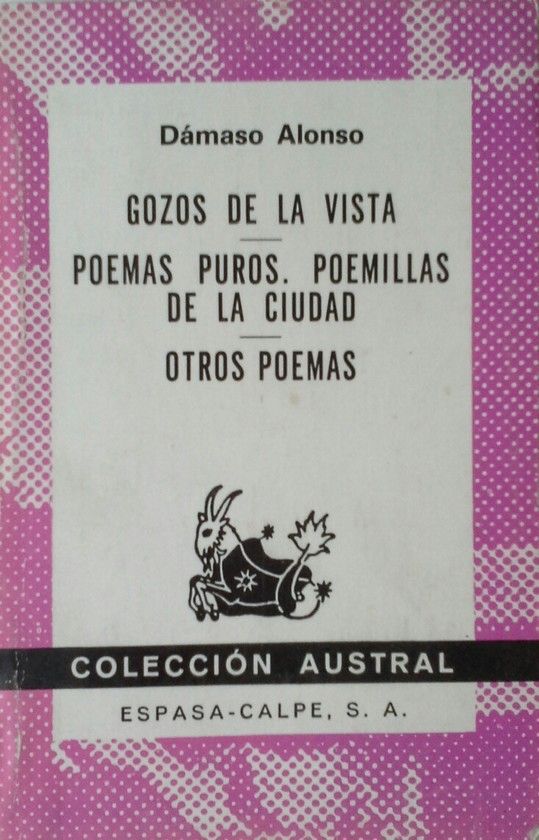 Dámaso Alonso
GOZOS DE LA VISTA
POEMAS PUROS. POEMILLAS
DE LA CIUDAD
OTROS POEMAS
COLECCIÓN AUSTRAL
ESPASA-CALPE, S. A.